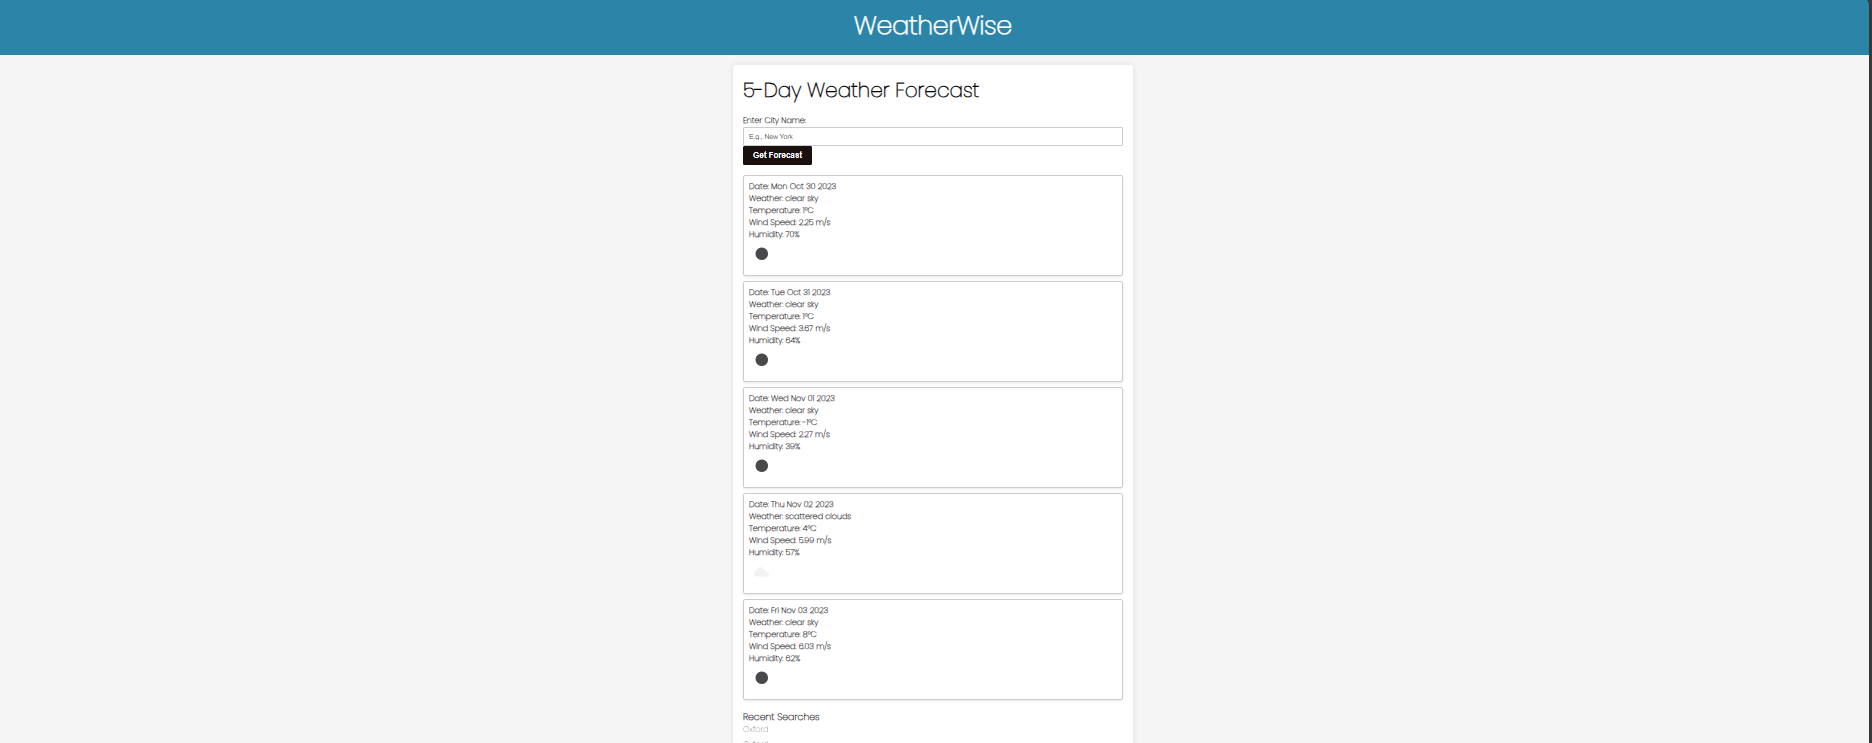 WeatherWise
5-Day Weather Forecast
Enter City Name:
E.g., New York
Get Forecast
Date: Mon Oct 30 2023
Weather: clear sky
Temperature: 1°C
Wind Speed: 2.25 m/s
Humidity: 70%
Date: Tue Oct 31 2023
Weather: clear sky
Temperature: 1°C
Wind Speed: 3.67 m/s
Humidity: 64%
Date: Wed Nov 01 2023
Weather: clear sky
Temperature: -1°C
Wind Speed: 2.27 m/s
Humidity: 39%
Date: Thu Nov 02 2023
Weather: scattered clouds
Temperature: 4°C
Wind Speed: 5.99 m/s
Humidity: 57%
Date: Fri Nov 03 2023
Weather: clear sky
Temperature: 8°C
Wind Speed: 6.03 m/s
Humidity: 62%
Recent Searches
Oxford